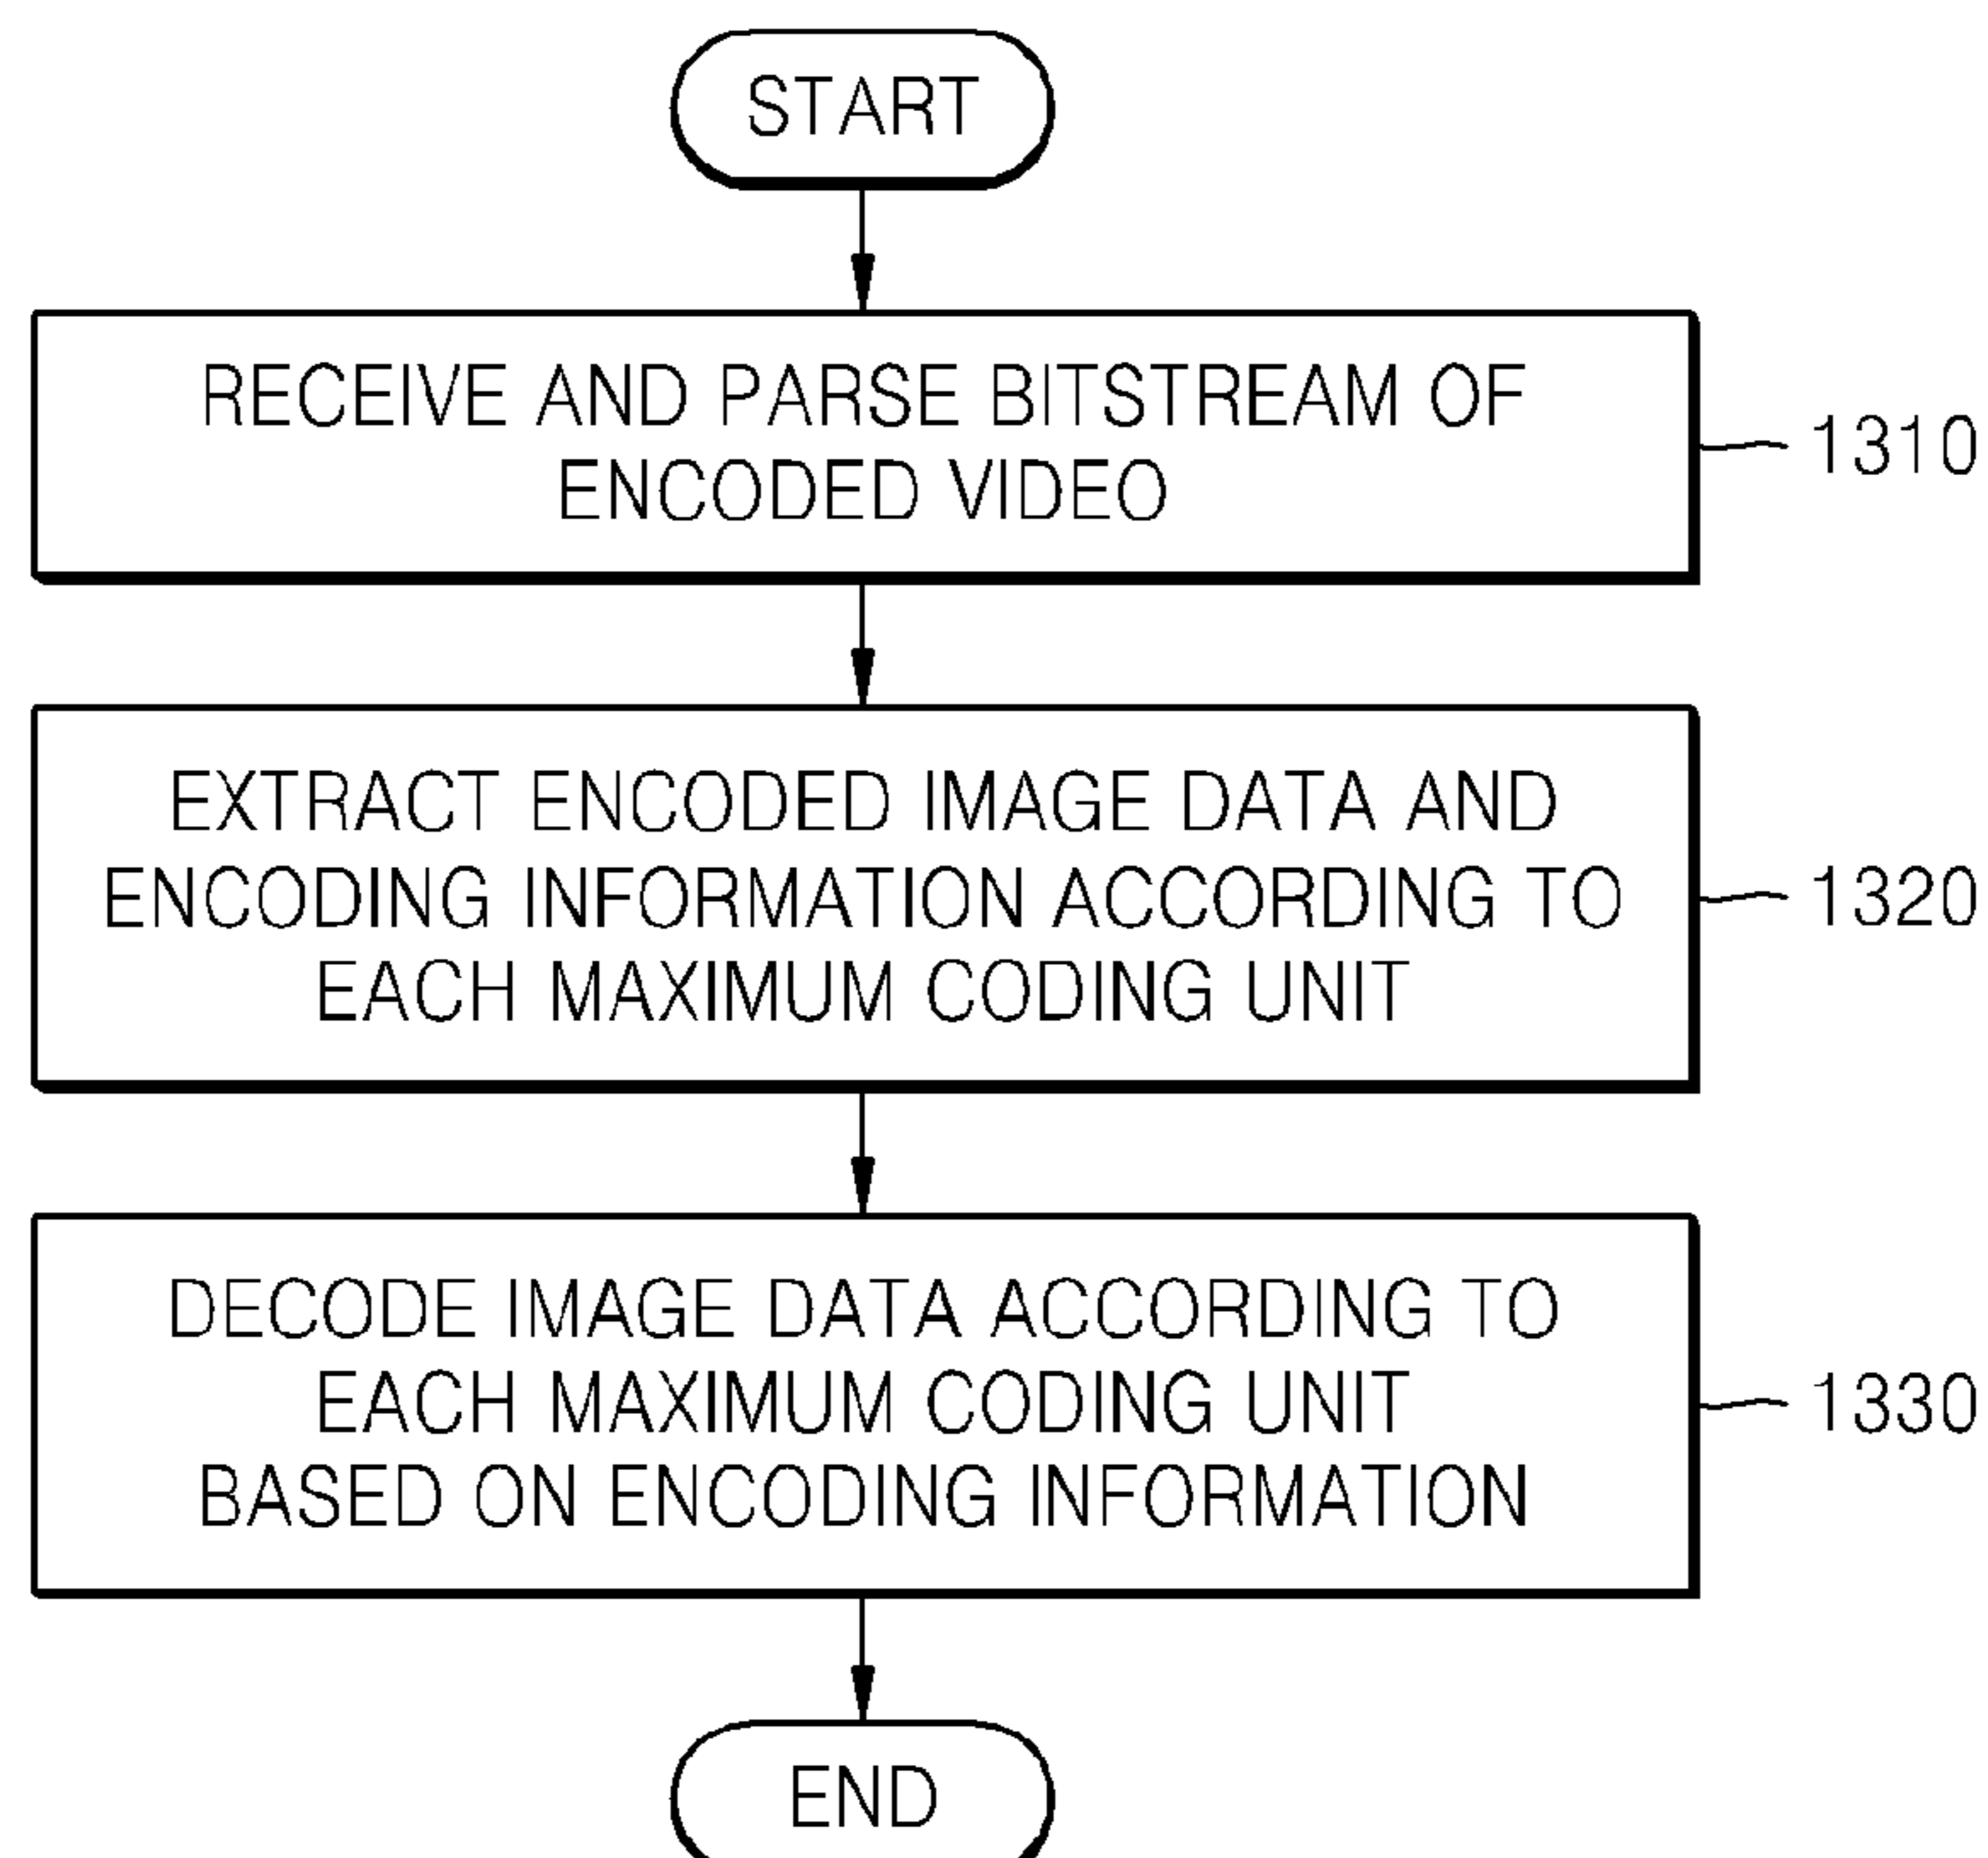 START
RECEIVE AND PARSE BITSTREAM OF
ENCODED VIDEO
1310
EXTRACT ENCODED IMAGE DATA AND
ENCODING INFORMATION ACCORDING TO
EACH MAXIMUM CODING UNIT
1320
DECODE IMAGE DATA ACCORDING TO
EACH MAXIMUM CODING UNIT
BASED ON ENCODING INFORMATION
1330
END